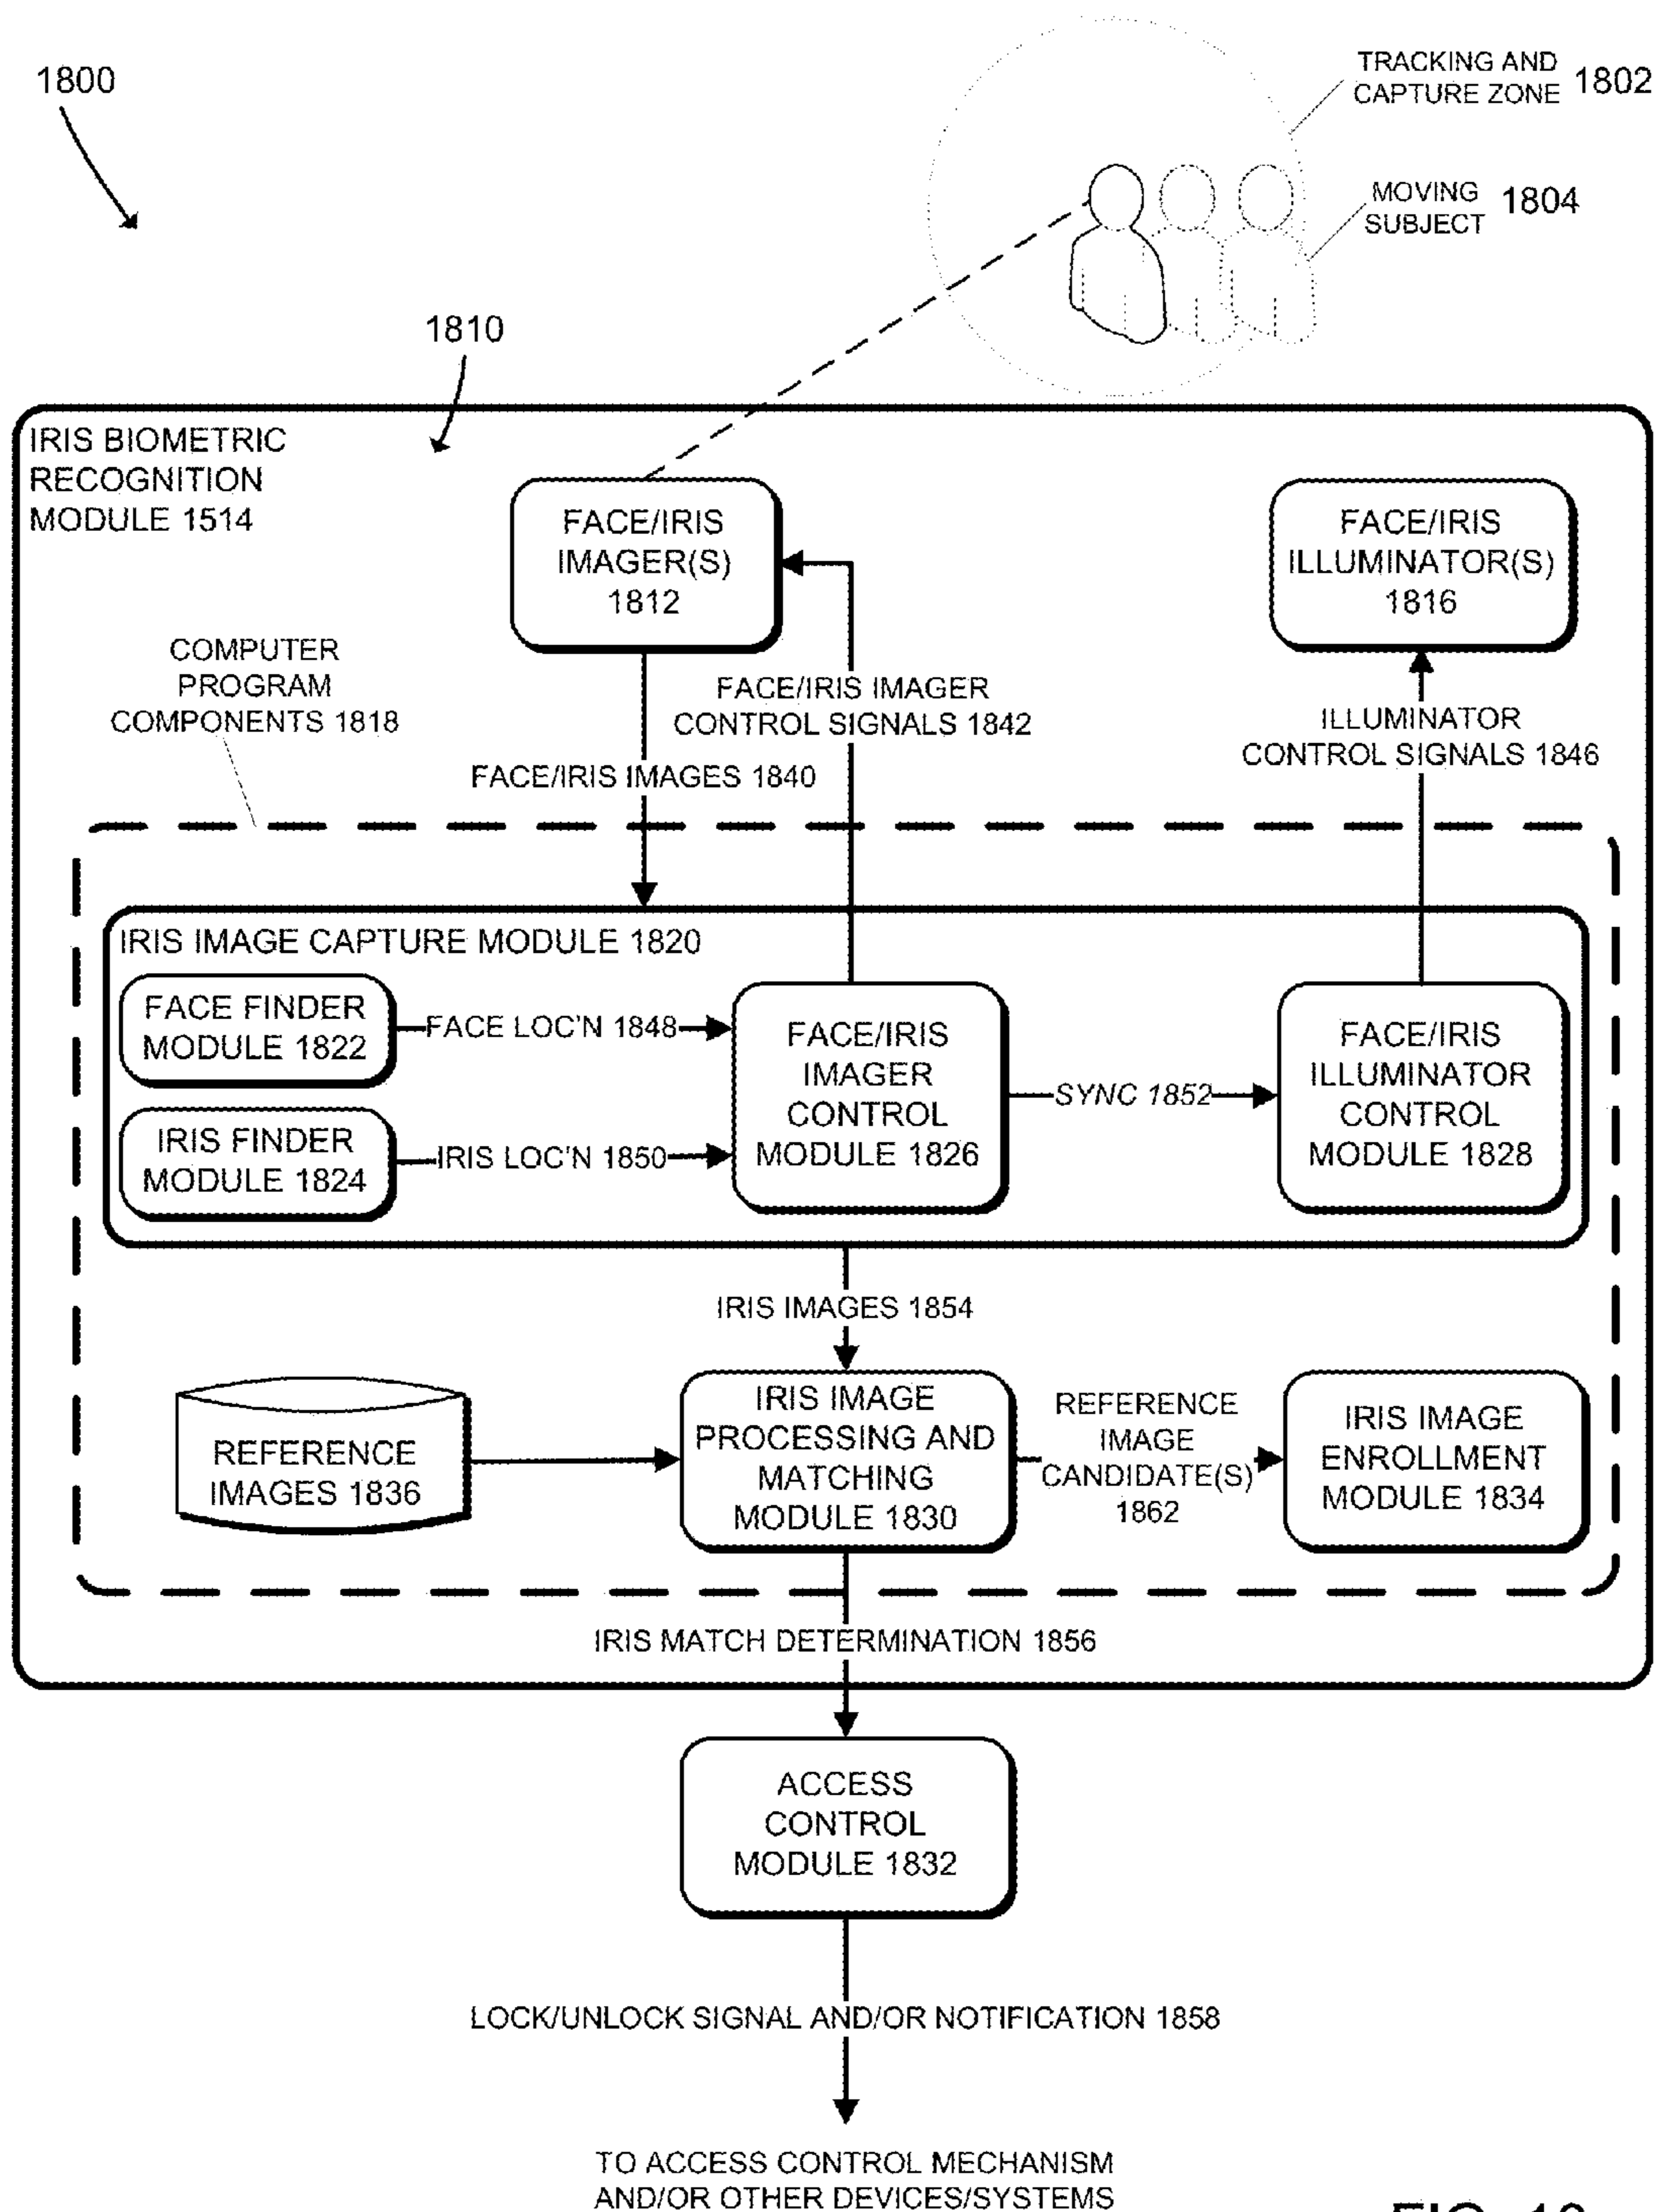 1800
TRACKING AND
CAPTURE ZONE 1802
MOVING
SUBJECT 1804
1810
IRIS BIOMETRIC
RECOGNITION
MODULE 1514
FACE/IRIS
IMAGER(S)
1812
FACE/IRIS
ILLUMINATOR(S)
1816
COMPUTER
PROGRAM
COMPONENTS 1818
FACE/IRIS IMAGER
CONTROL SIGNALS 1842
ILLUMINATOR
CONTROL SIGNALS 1846
FACE/IRIS IMAGES 1840
IRIS IMAGE CAPTURE MODULE 1820
FACE FINDER
MODULE 1822
FACE LOC'N 1848
IRIS FINDER
MODULE 1824
IRIS LOC'N 1850
FACE/IRIS
IMAGER
CONTROL
MODULE 1826
SYNC 1852
FACE/IRIS
ILLUMINATOR
CONTROL
MODULE 1828
IRIS IMAGES 1854
REFERENCE
IMAGES 1836
IRIS IMAGE
PROCESSING AND
MATCHING
MODULE 1830
REFERENCE
IMAGE
CANDIDATE(S)
1862
IRIS IMAGE
ENROLLMENT
MODULE 1834
IRIS MATCH DETERMINATION 1856
ACCESS
CONTROL
MODULE 1832
LOCK/UNLOCK SIGNAL AND/OR NOTIFICATION 1858
TO ACCESS CONTROL MECHANISM
AND/OR OTHER DEVICES/SYSTEMS